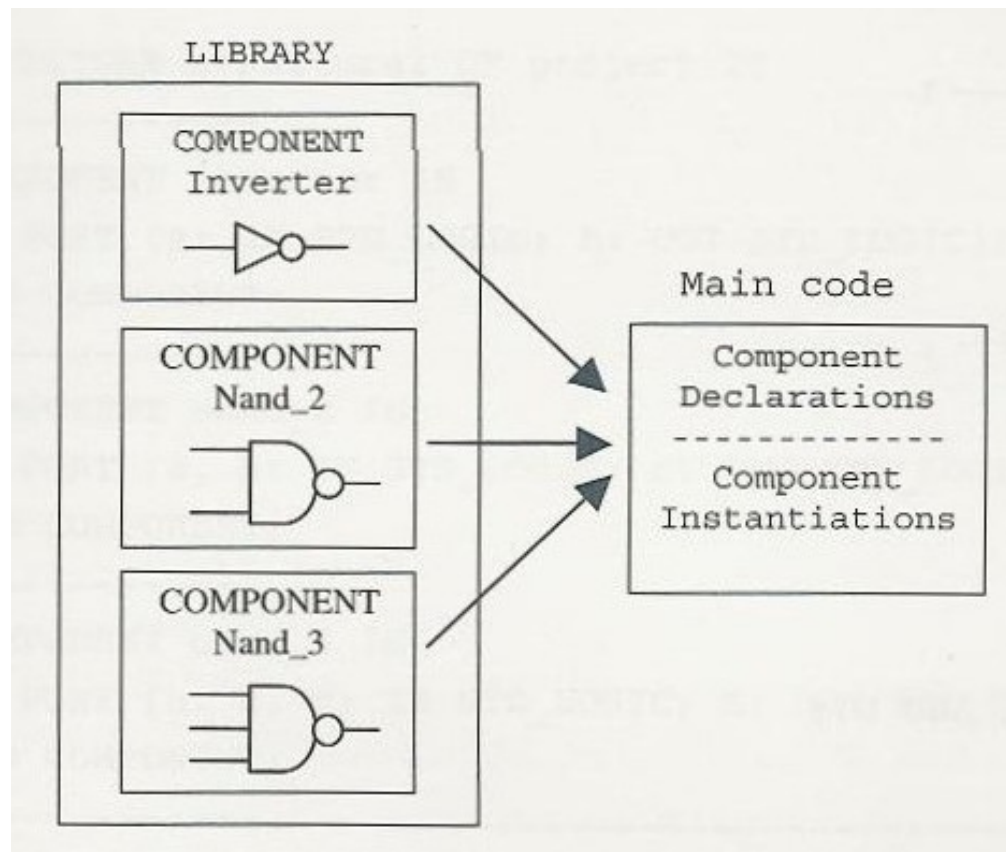 LIBRARY
COMPONENT
Inverter
COMPONENT
Nand_2
COMPONENT
Nand_3
Main code
Component
Declarations
Component
Instantiations